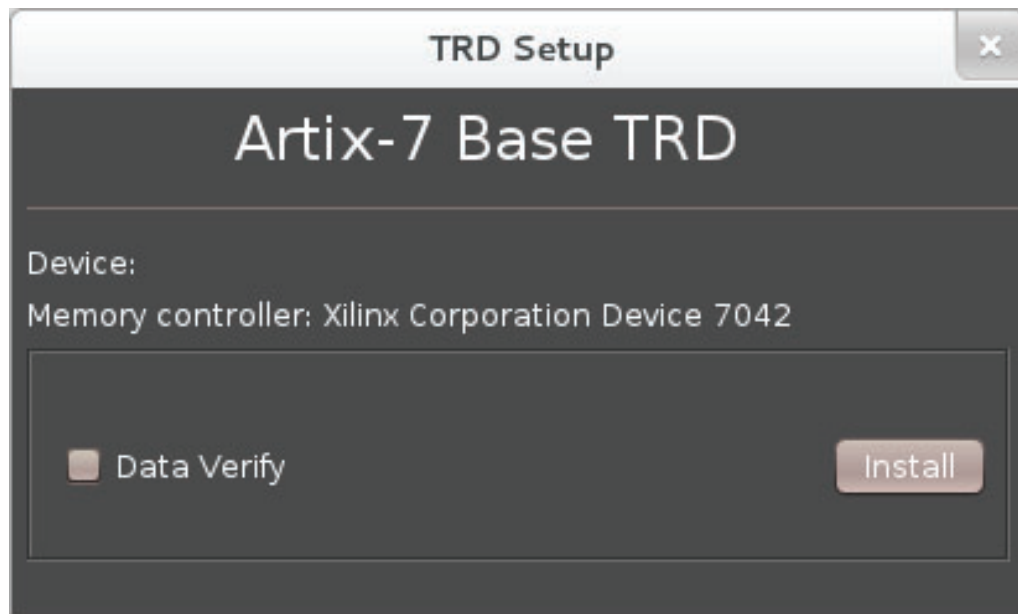 TRD Setup
Artix-7 Base TRD
Device:
Memory controller: Xilinx Corporation Device 7042
Data Verify
Install